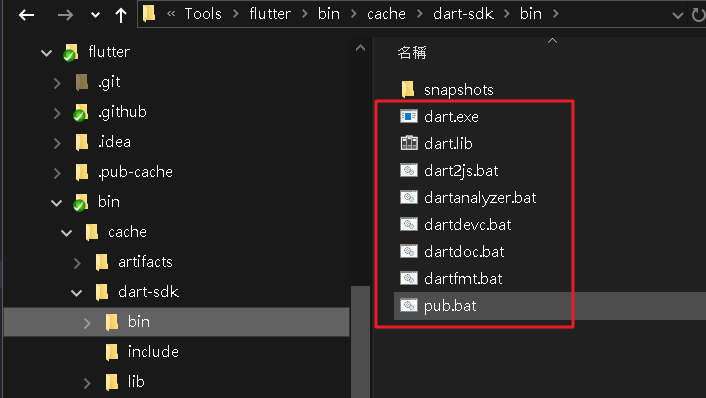 « Tools > flutter > bin > cache > dart-sdk > bin >
flutter
.git
.github
.idea
.pub-cache
bin
cache
artifacts
dart-sdk
bin
include
lib
名稱
snapshots
dart.exe
dart.lib
dart2js.bat
dartanalyzer.bat
dartdevc.bat
dartdoc.bat
dartfmt.bat
pub.bat